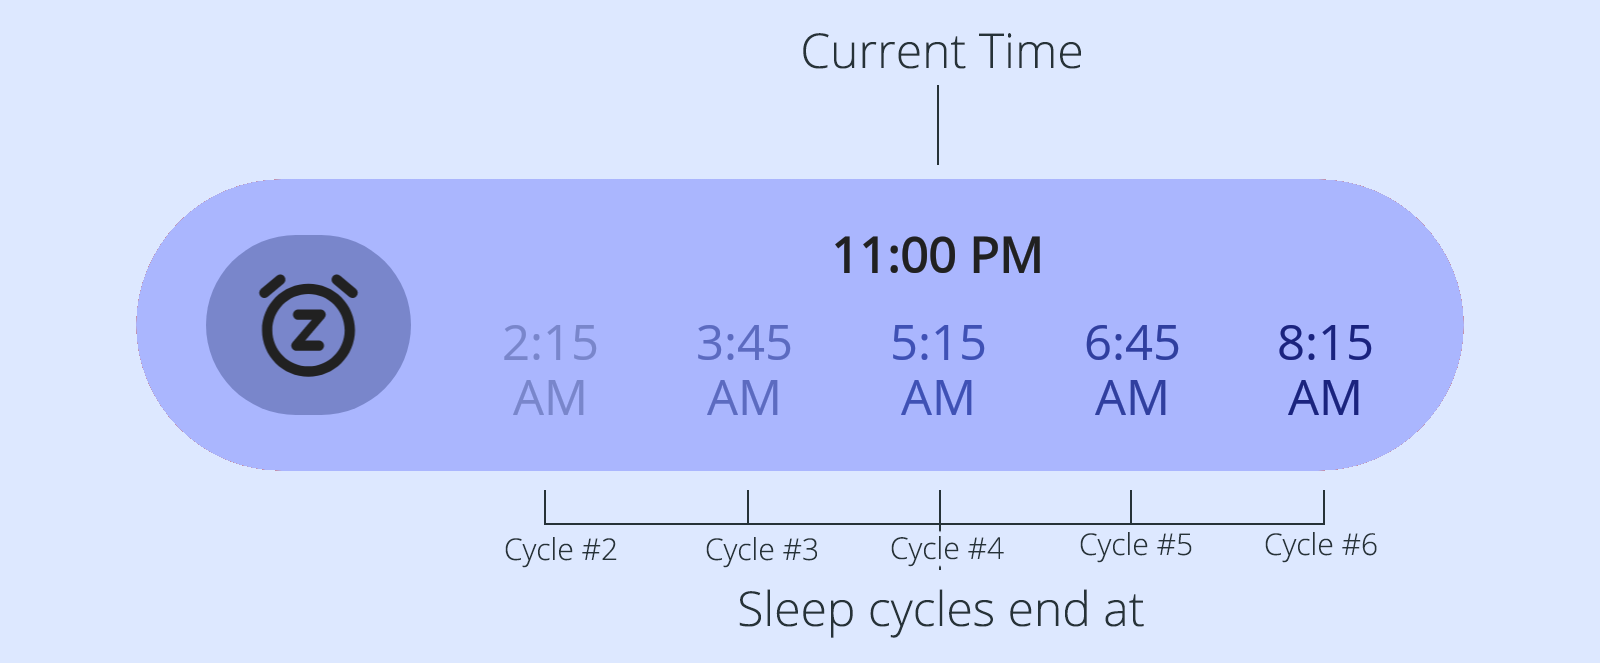 Current Time
11:00 PM
2:15 AM
3:45 AM
5:15 AM
6:45 AM
8:15 AM
Cycle #2
Cycle #3
Cycle #4
Cycle #5
Cycle #6
Sleep cycles end at